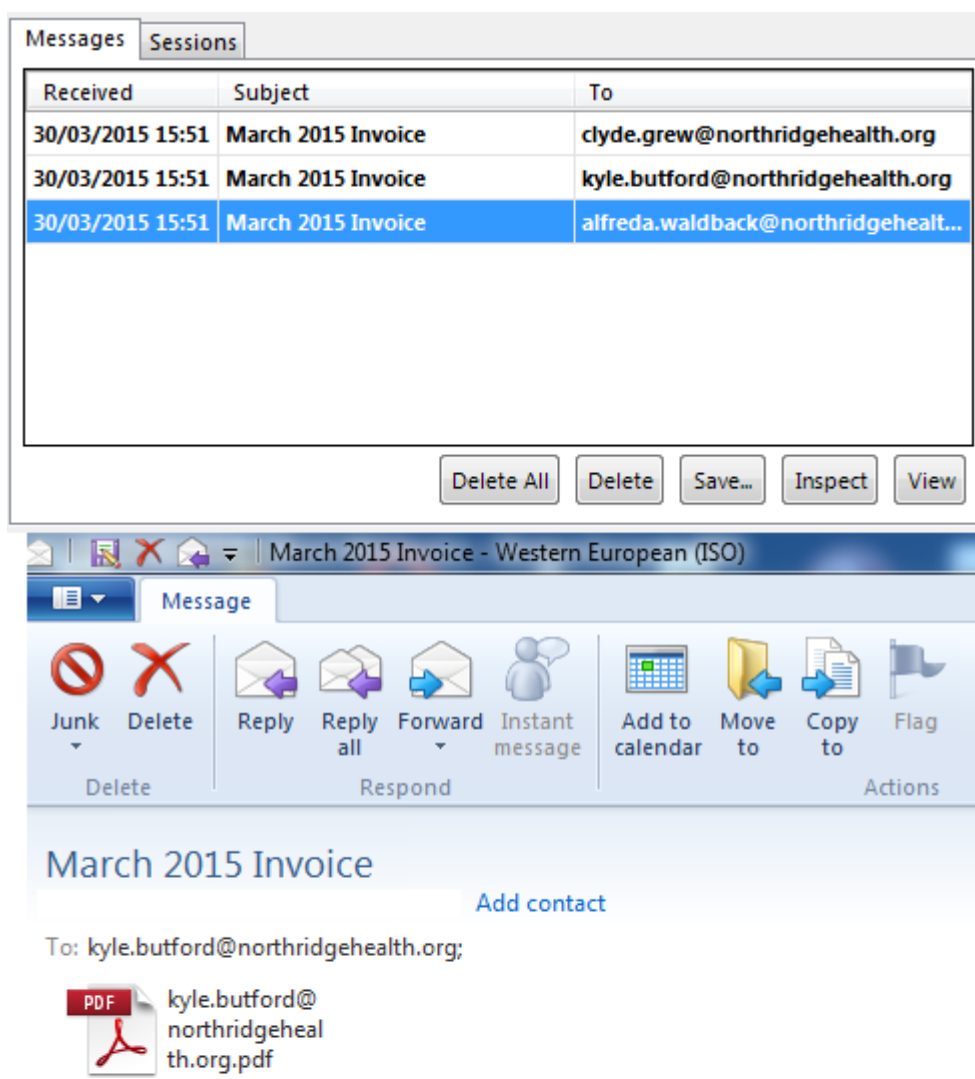 Messages Sessions
Received Subject To
30/03/2015 15:51 March 2015 Invoice clyde.grew@northridgehealth.org
30/03/2015 15:51 March 2015 Invoice kyle.butford@northridgehealth.org
30/03/2015 15:51 March 2015 Invoice alfreda.waldback@northridgehealt...
Delete All Delete Save... Inspect View
March 2015 Invoice - Western European (ISO)
Message
Junk Delete Reply Reply all Forward Instant message Add to calendar Move to Copy to Flag
Delete Respond Actions
March 2015 Invoice
Add contact
To: kyle.butford@northridgehealth.org;
PDF kyle.butford@
northridgeheal
th.org.pdf